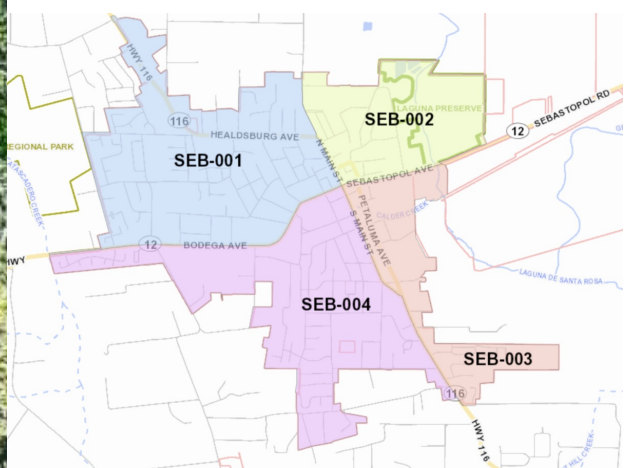 HWY 116
116
HEALDSBURG AVE
SEB-001
N MAIN ST
SEB-002
LAGUNA PRESERVE
12
SEBASTOPOL RD
SEBASTOPOL AVE
REGIONAL PARK
PETALUMA AVE
S MAIN ST
CALDER CREEK
12
BODEGA AVE
HWY
LAGUNA DE SANTA ROSA
SEB-004
SEB-003
116
HWY 116
HILL CREEK